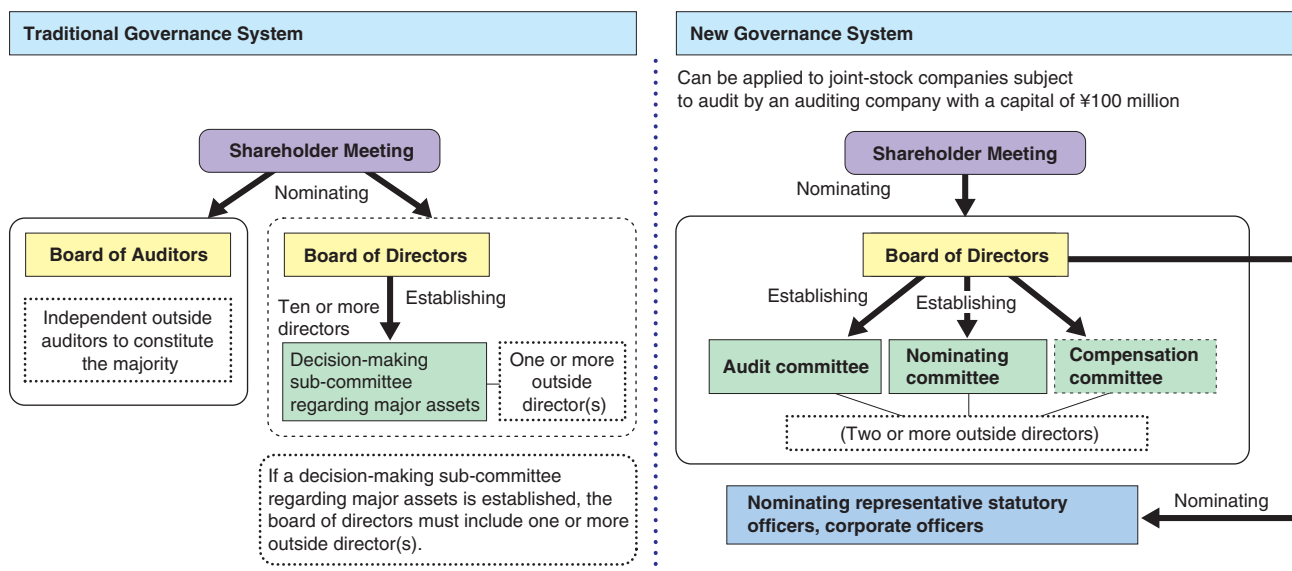 Traditional Governance System
Shareholder Meeting
Nominating
Board of Auditors
Independent outside
auditors to constitute
the majority
Board of Directors
Establishing
Ten or more
directors
Decision-making
sub-committee
regarding major assets
One or more
outside
director(s)
If a decision-making sub-committee
regarding major assets is established, the
board of directors must include one or more
outside director(s).
New Governance System
Can be applied to joint-stock companies subject
to audit by an auditing company with a capital of ¥100 million
Shareholder Meeting
Nominating
Board of Directors
Establishing
Establishing
Audit committee
Nominating
committee
Compensation
committee
(Two or more outside directors)
Nominating representative statutory
officers, corporate officers
Nominating